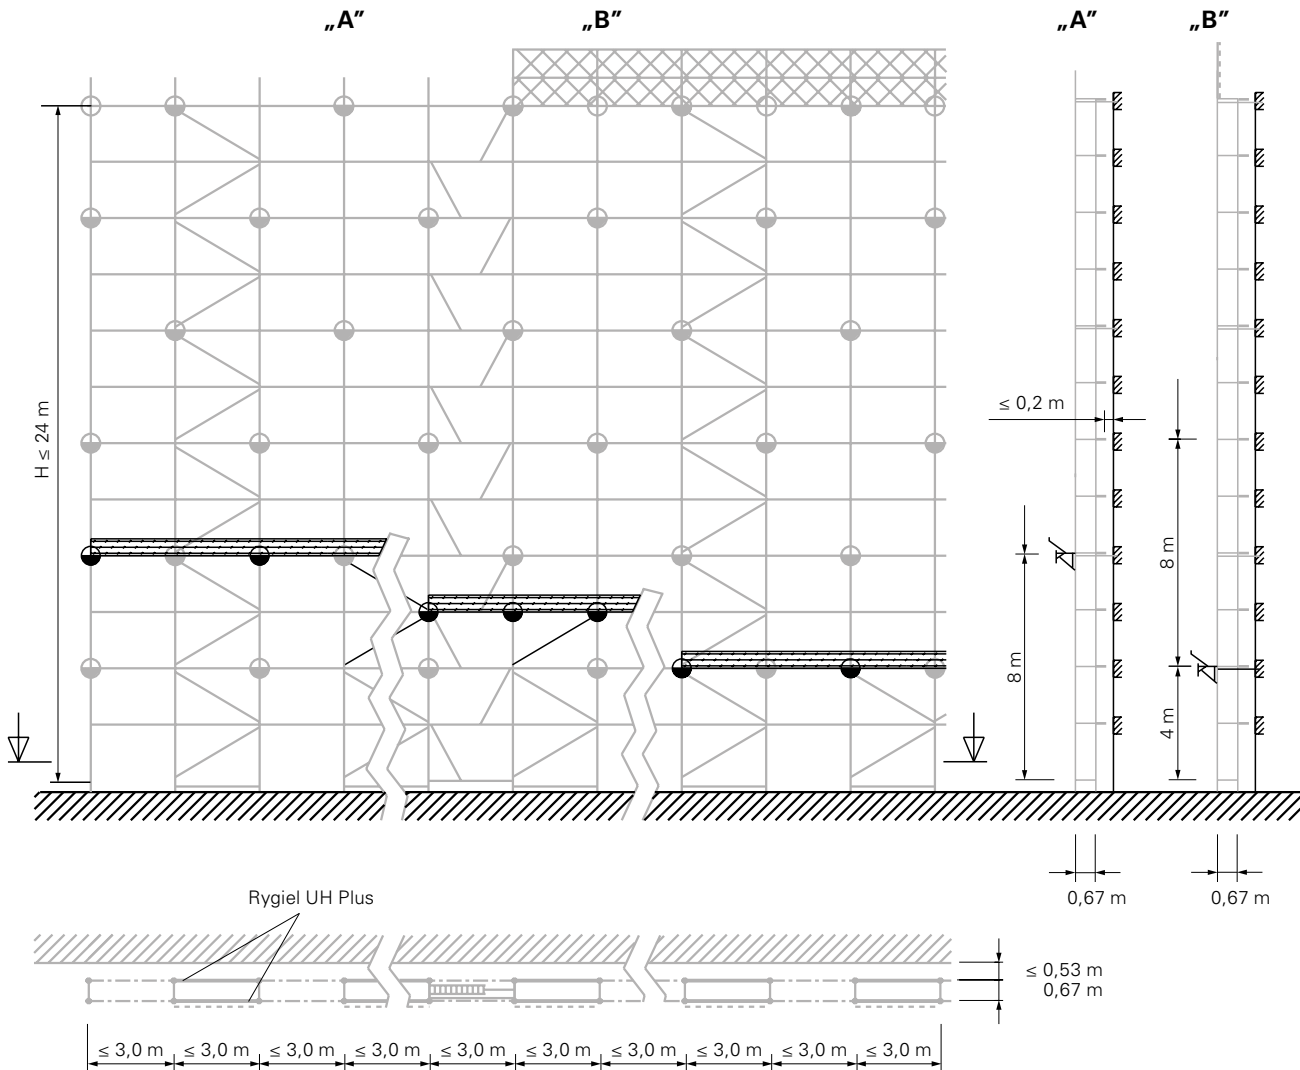 „A” „B” „A” „B”
H ≤ 24 m
≤ 0,2 m
8 m
8 m
4 m
0,67 m 0,67 m
Rygiel UH Plus
≤ 0,53 m
0,67 m
≤ 3,0 m ≤ 3,0 m ≤ 3,0 m ≤ 3,0 m ≤ 3,0 m ≤ 3,0 m ≤ 3,0 m ≤ 3,0 m ≤ 3,0 m ≤ 3,0 m